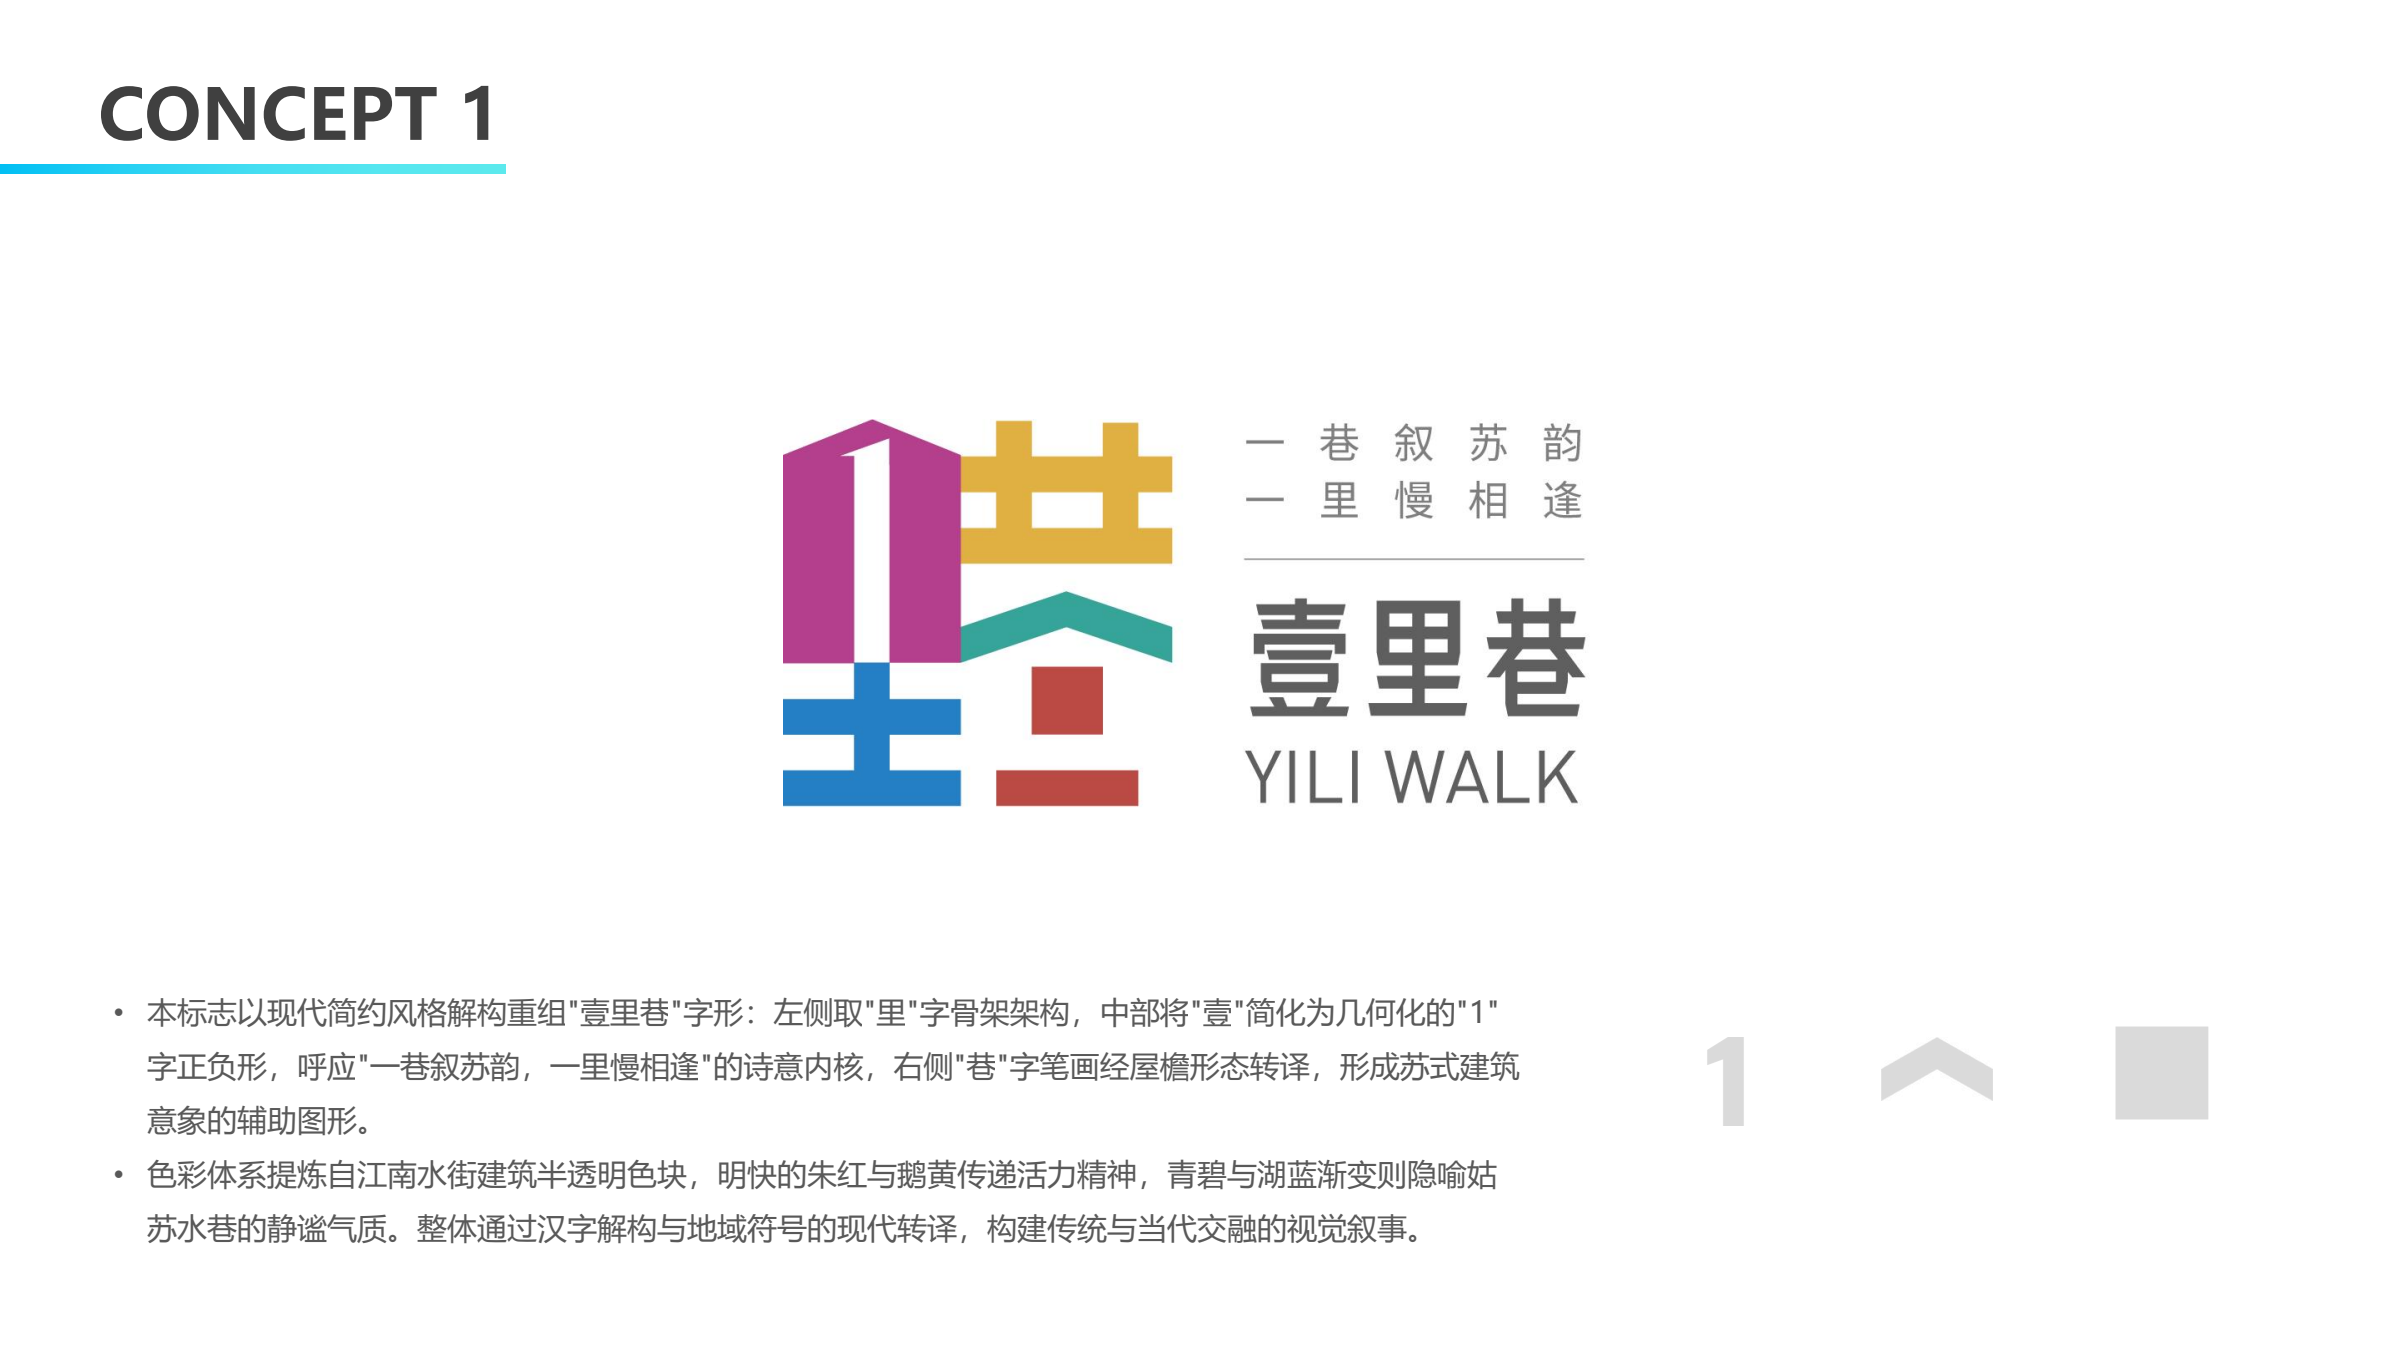 CONCEPT 1
一巷叙苏韵
一里慢相逢
壹里巷
YILI WALK
• 本标志以现代简约风格解构重组"壹里巷"字形：左侧取"里"字骨架架构，中部将"壹"简化为几何化的"1"
字正负形，呼应"一巷叙苏韵，一里慢相逢"的诗意内核，右侧"巷"字笔画经屋檐形态转译，形成苏式建筑
意象的辅助图形。
• 色彩体系提炼自江南水街建筑半透明色块，明快的朱红与鹅黄传递活力精神，青碧与湖蓝渐变则隐喻姑
苏水巷的静谧气质。整体通过汉字解构与地域符号的现代转译，构建传统与当代交融的视觉叙事。
1